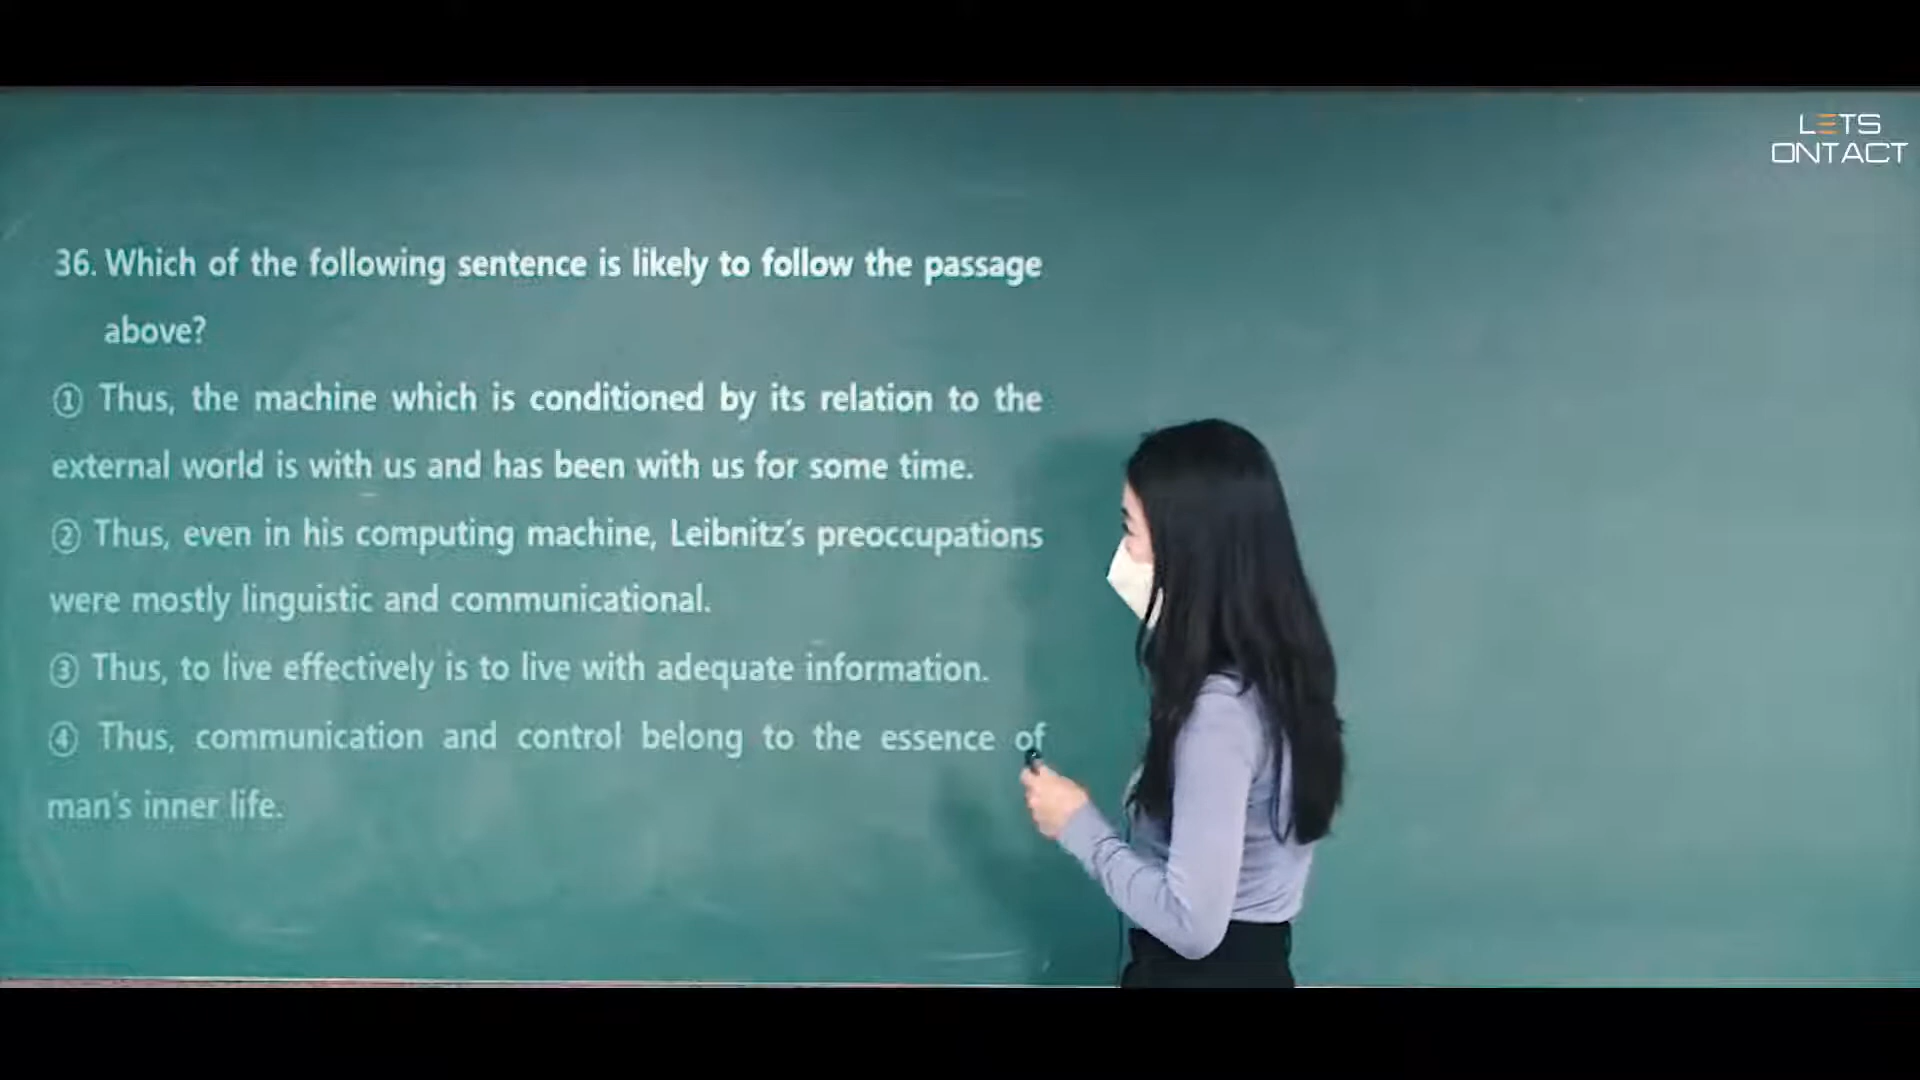 LETS
ONTACT
36. Which of the following sentence is likely to follow the passage
above?
① Thus, the machine which is conditioned by its relation to the
external world is with us and has been with us for some time.
② Thus, even in his computing machine, Leibnitz's preoccupations
were mostly linguistic and communicational.
③ Thus, to live effectively is to live with adequate information.
④ Thus, communication and control belong to the essence of
man's inner life.